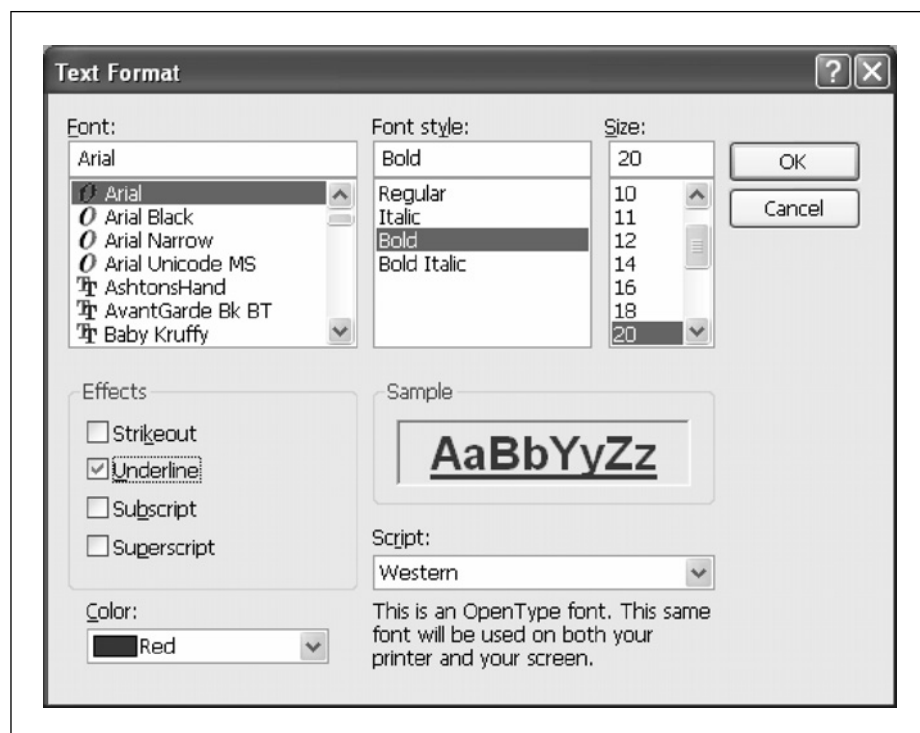 Text Format
Font:
Arial
Arial
Arial Black
Arial Narrow
Arial Unicode MS
AshtonsHand
AvantGarde Bk BT
Baby Kruffy
Font style:
Bold
Regular
Italic
Bold
Bold Italic
Size:
20
10
11
12
14
16
18
20
OK
Cancel
Effects
Strikeout
Underline
Subscript
Superscript
Color:
Red
Sample
AaBbYyZz
Script:
Western
This is an OpenType font. This same
font will be used on both your
printer and your screen.